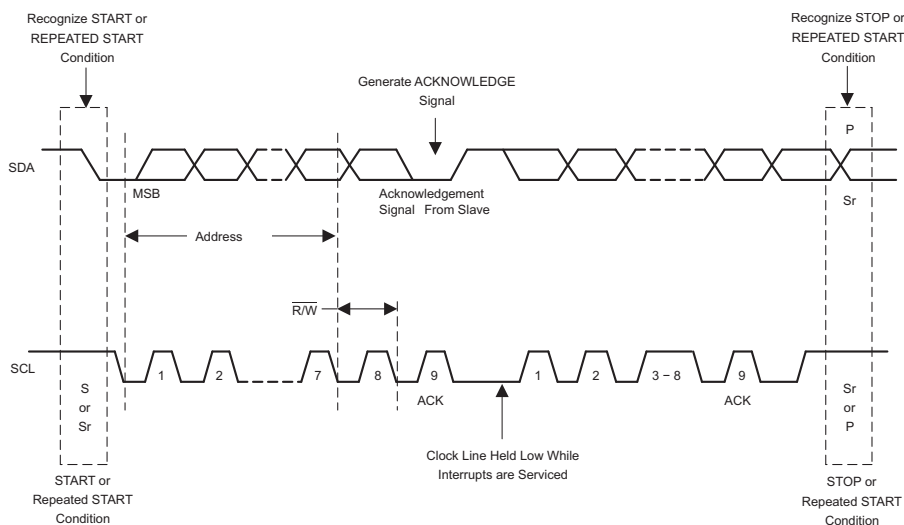 Recognize START or
REPEATED START
Condition
Recognize STOP or
REPEATED START
Condition
Generate ACKNOWLEDGE
Signal
P
SDA
MSB
Acknowledgement
Signal From Slave
Sr
Address
R/W
SCL
1
2
7
8
9
1
2
3 – 8
9
ACK
ACK
S
or
Sr
Sr
or
P
Clock Line Held Low While
Interrupts are Serviced
START or
Repeated START
Condition
STOP or
Repeated START
Condition